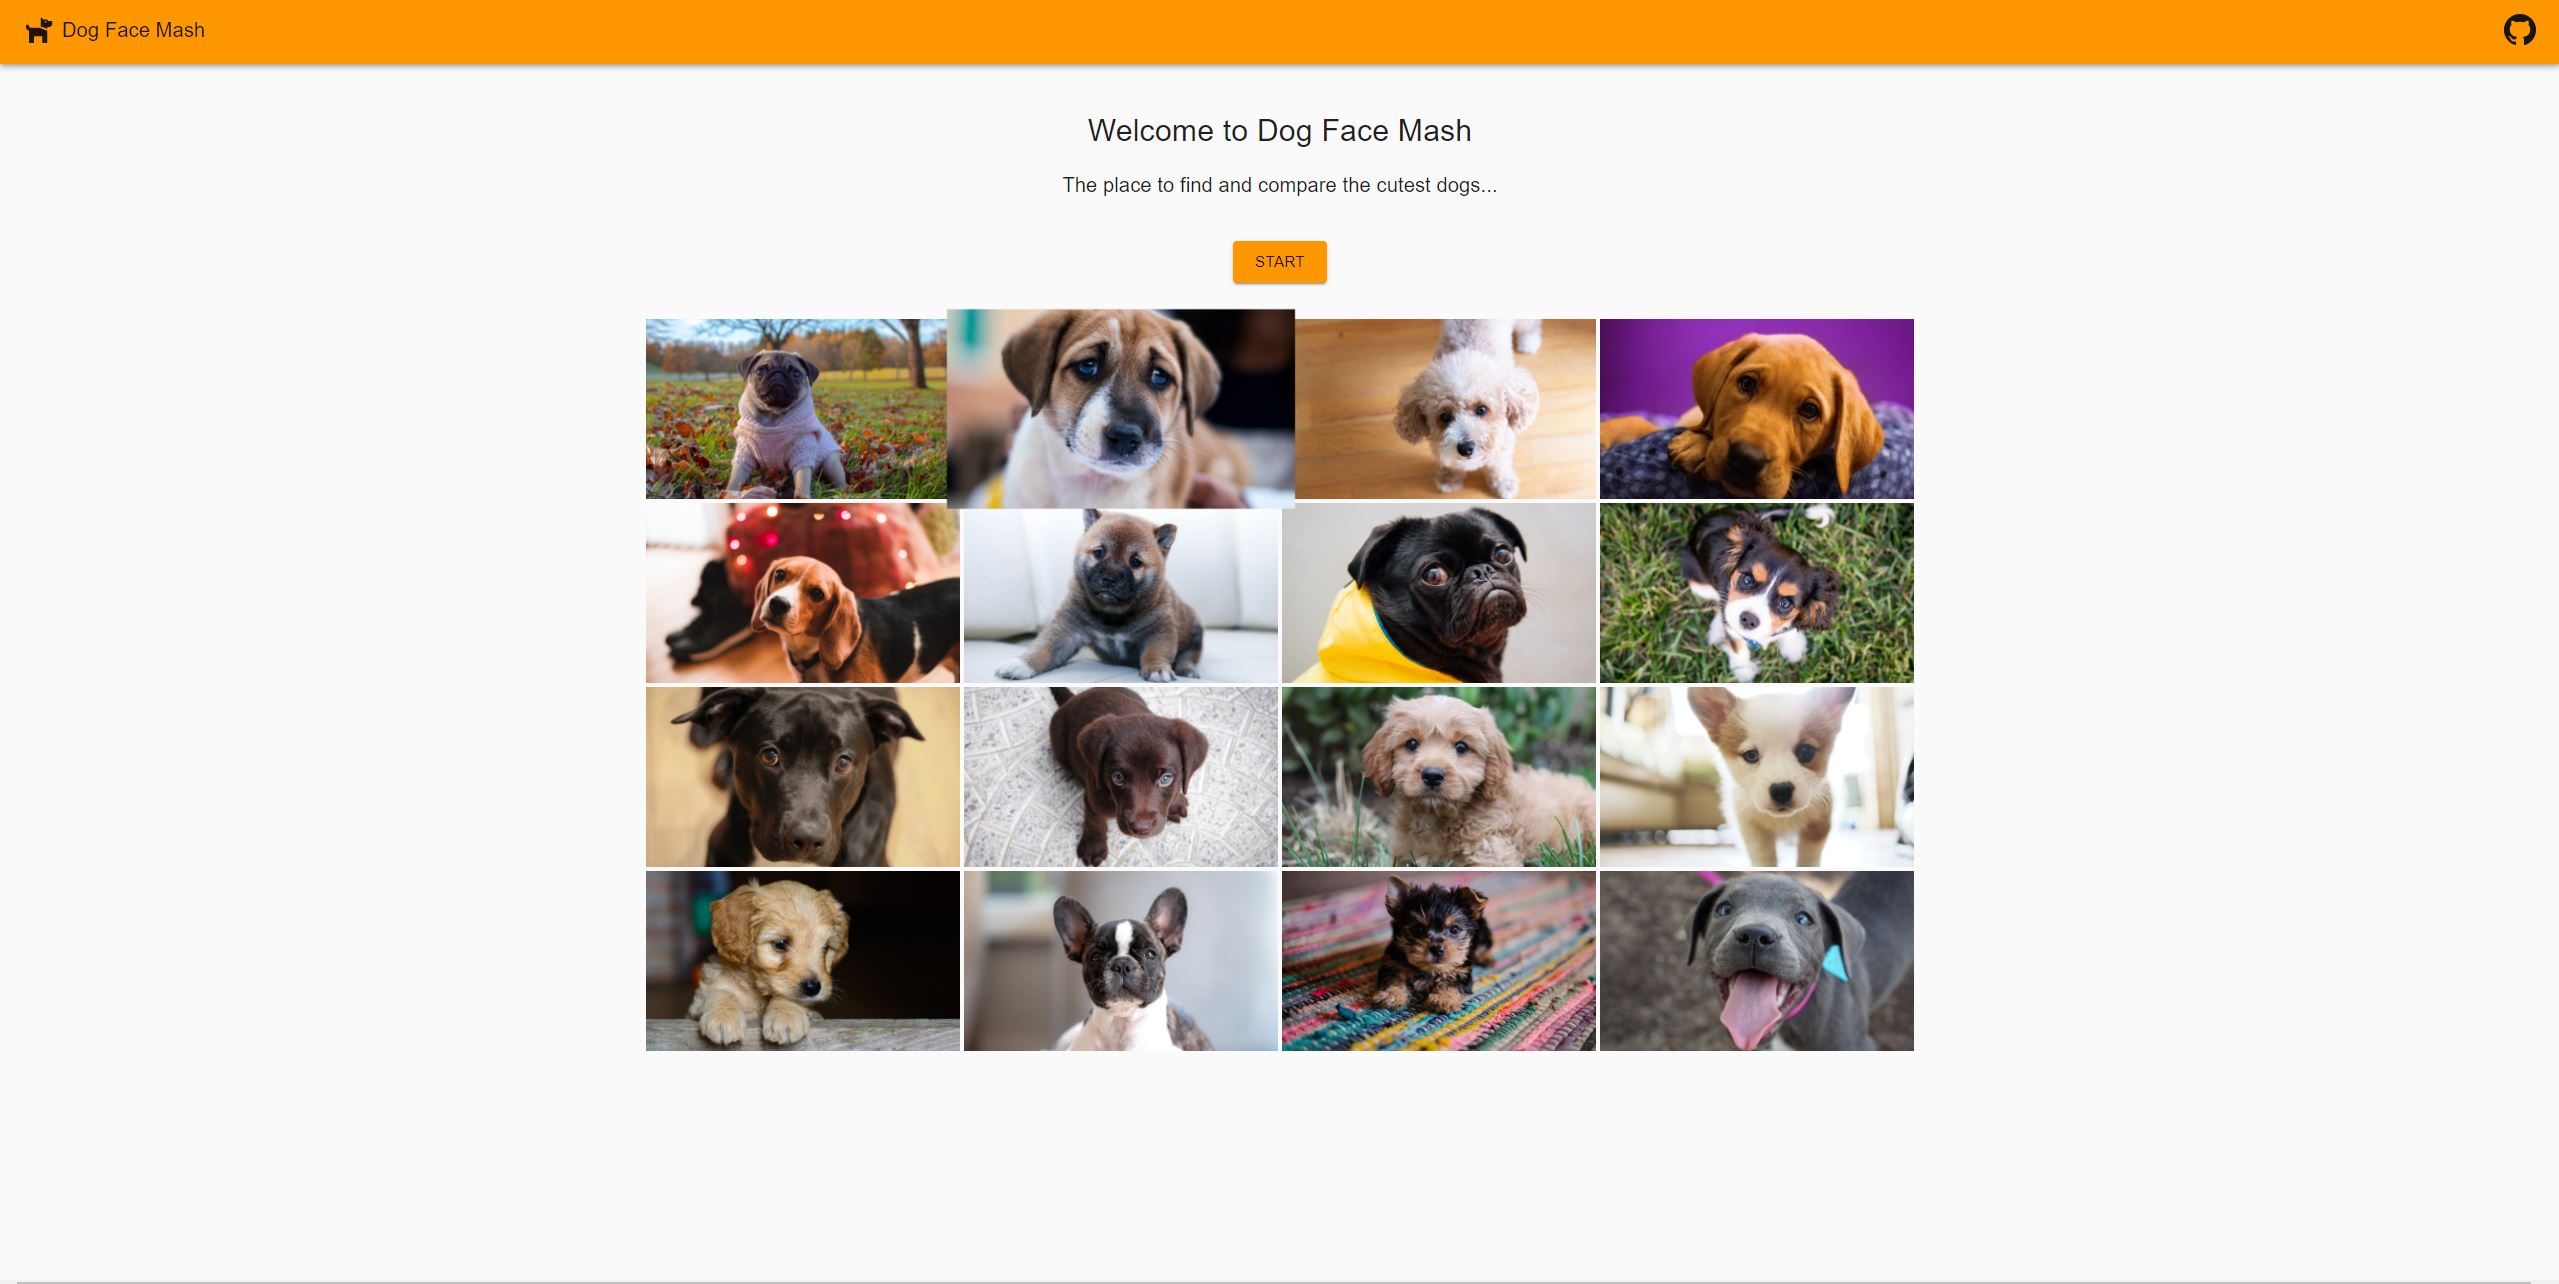 Dog Face Mash
Welcome to Dog Face Mash
The place to find and compare the cutest dogs...
START